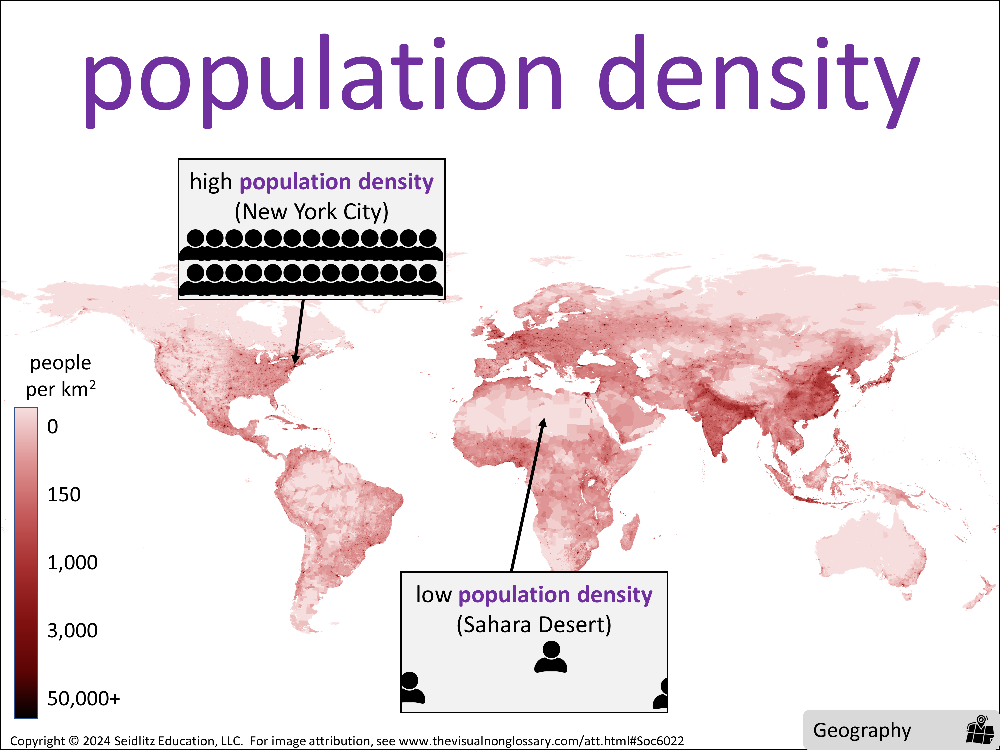 population density
high population density
(New York City)
people
per km²
0
150
1,000
3,000
50,000+
low population density
(Sahara Desert)
Geography
Copyright © 2024 Seidlitz Education, LLC.  For image attribution, see www.thevisualnonglossary.com/att.html#Soc6022